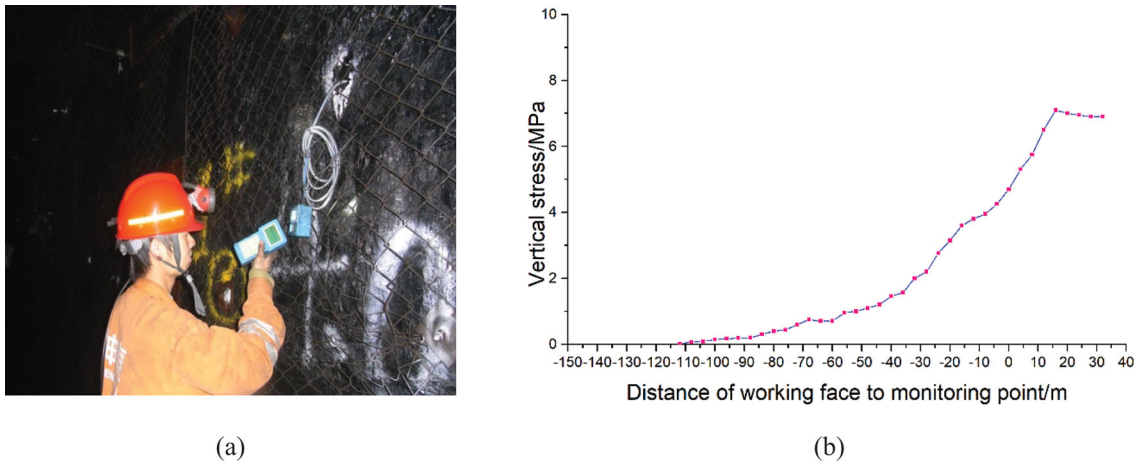 10
8
6
4
2
0
Vertical stress/MPa
-150-140-130-120-110-100 -90 -80 -70 -60 -50 -40 -30 -20 -10 0 10 20 30 40
Distance of working face to monitoring point/m
(a)
(b)